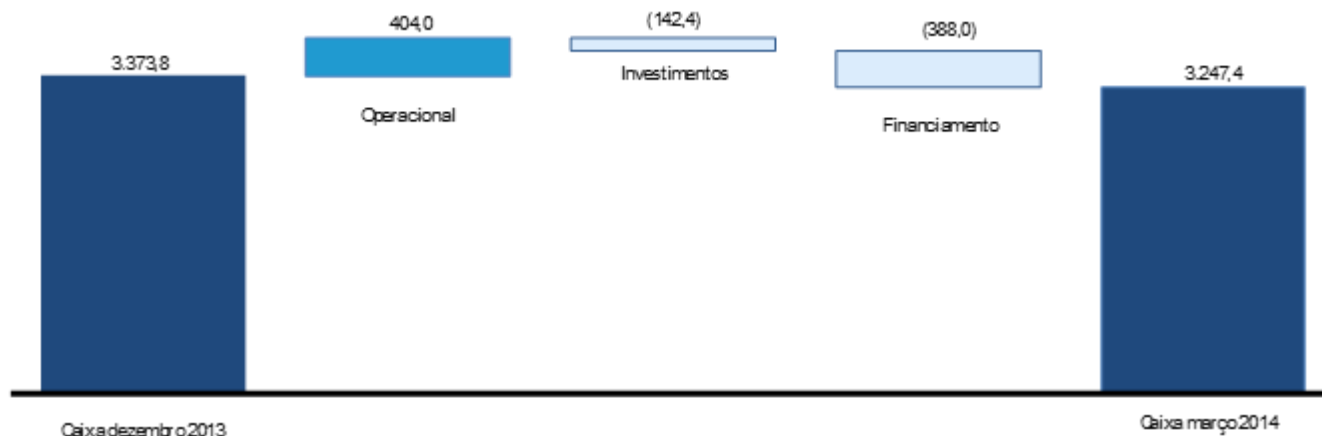 3.373,8
404,0
Operacional
(142,4)
Investimentos
(388,0)
Financiamento
3.247,4
Caixa dezembro 2013
Caixa março 2014